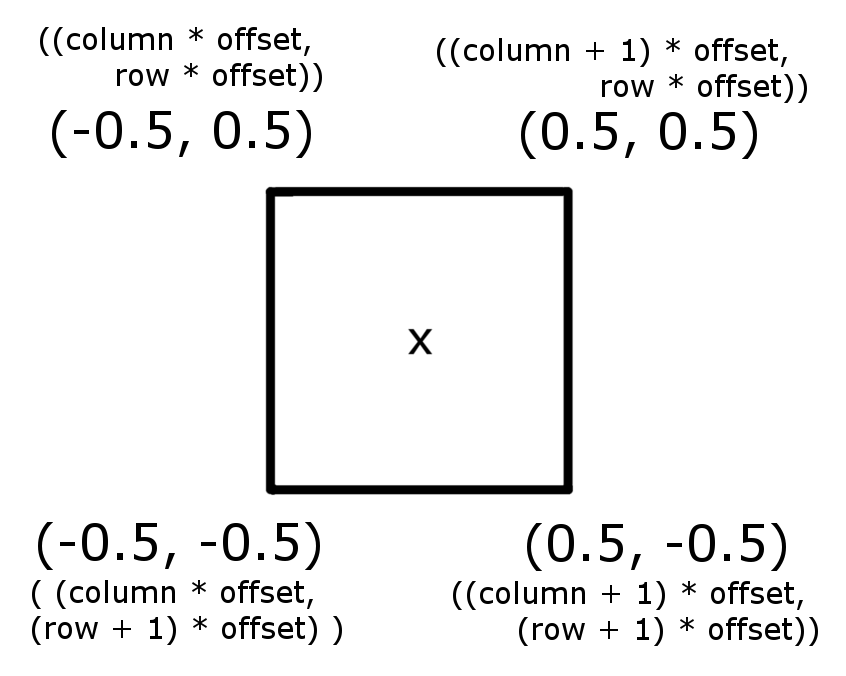 ((column * offset,
row * offset))
(-0.5, 0.5)
((column + 1) * offset,
row * offset))
(0.5, 0.5)
x
(-0.5, -0.5)
( (column * offset,
(row + 1) * offset) )
(0.5, -0.5)
((column + 1) * offset,
(row + 1) * offset))